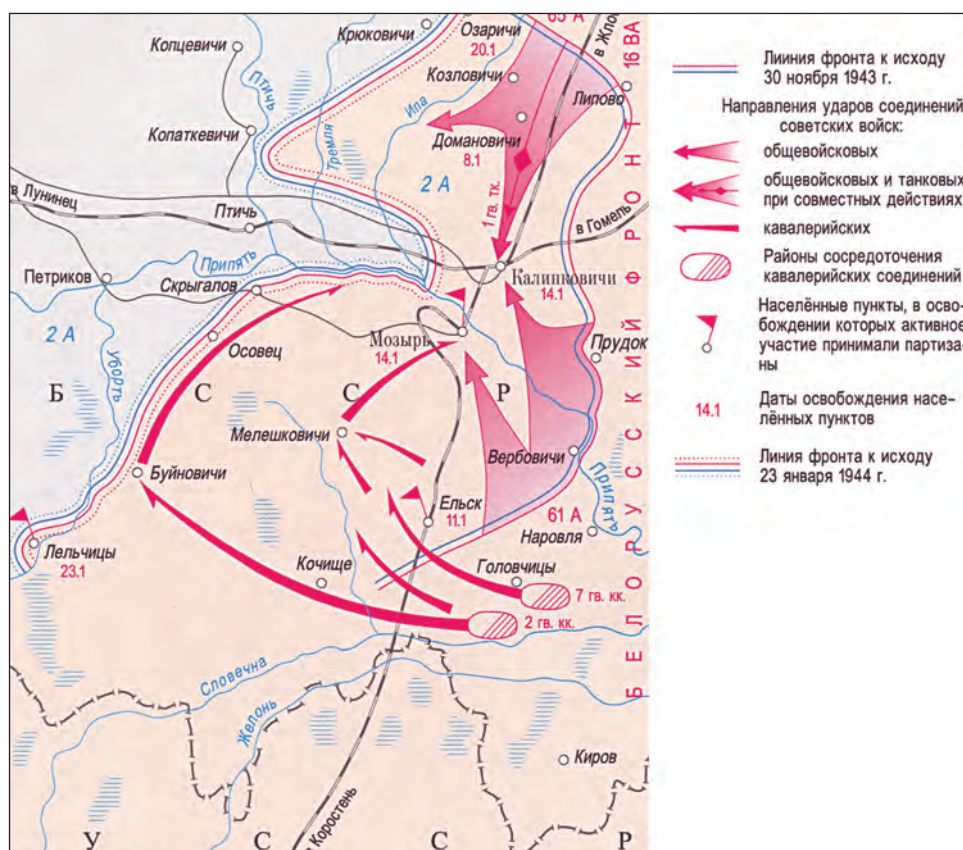 65 А
в Жло
16 ВА
Копцевичи
Крюковичи
Озаричи
20.1
Козловичи
Липово
Птичь
Ипа
Копаткевичи
Тремля
Домановичи
8.1
2 А
1 гв. тк.
в Лунинец
Птичь
в Гомель
Петриков
Припять
Скрыгалов
Калинковичи
14.1
2 А
Уборть
Осовец
Мозырь
14.1
Прудок
Б С С Р
Мелешковичи
Вербовичи
Буйновичи
Припять
Ельск
11.1
61 А
Наровля
Лельчицы
23.1
Кочище
Головчицы
7 гв. кк.
2 гв. кк.
Словечна
Желонь
Киров
в Коростень
У С С Р
БЕЛОРУССКИЙ ФРОНТ
Лииния фронта к исходу
30 ноября 1943 г.
Направления ударов соединений
советских войск:
общевойсковых
общевойсковых и танковых
при совместных действиях
кавалерийских
Районы сосредоточения
кавалерийских соединений
Населённые пункты, в осво-
бождении которых активное
участие принимали партиза-
ны
14.1
Даты освобождения насе-
лённых пунктов
Линия фронта к исходу
23 января 1944 г.